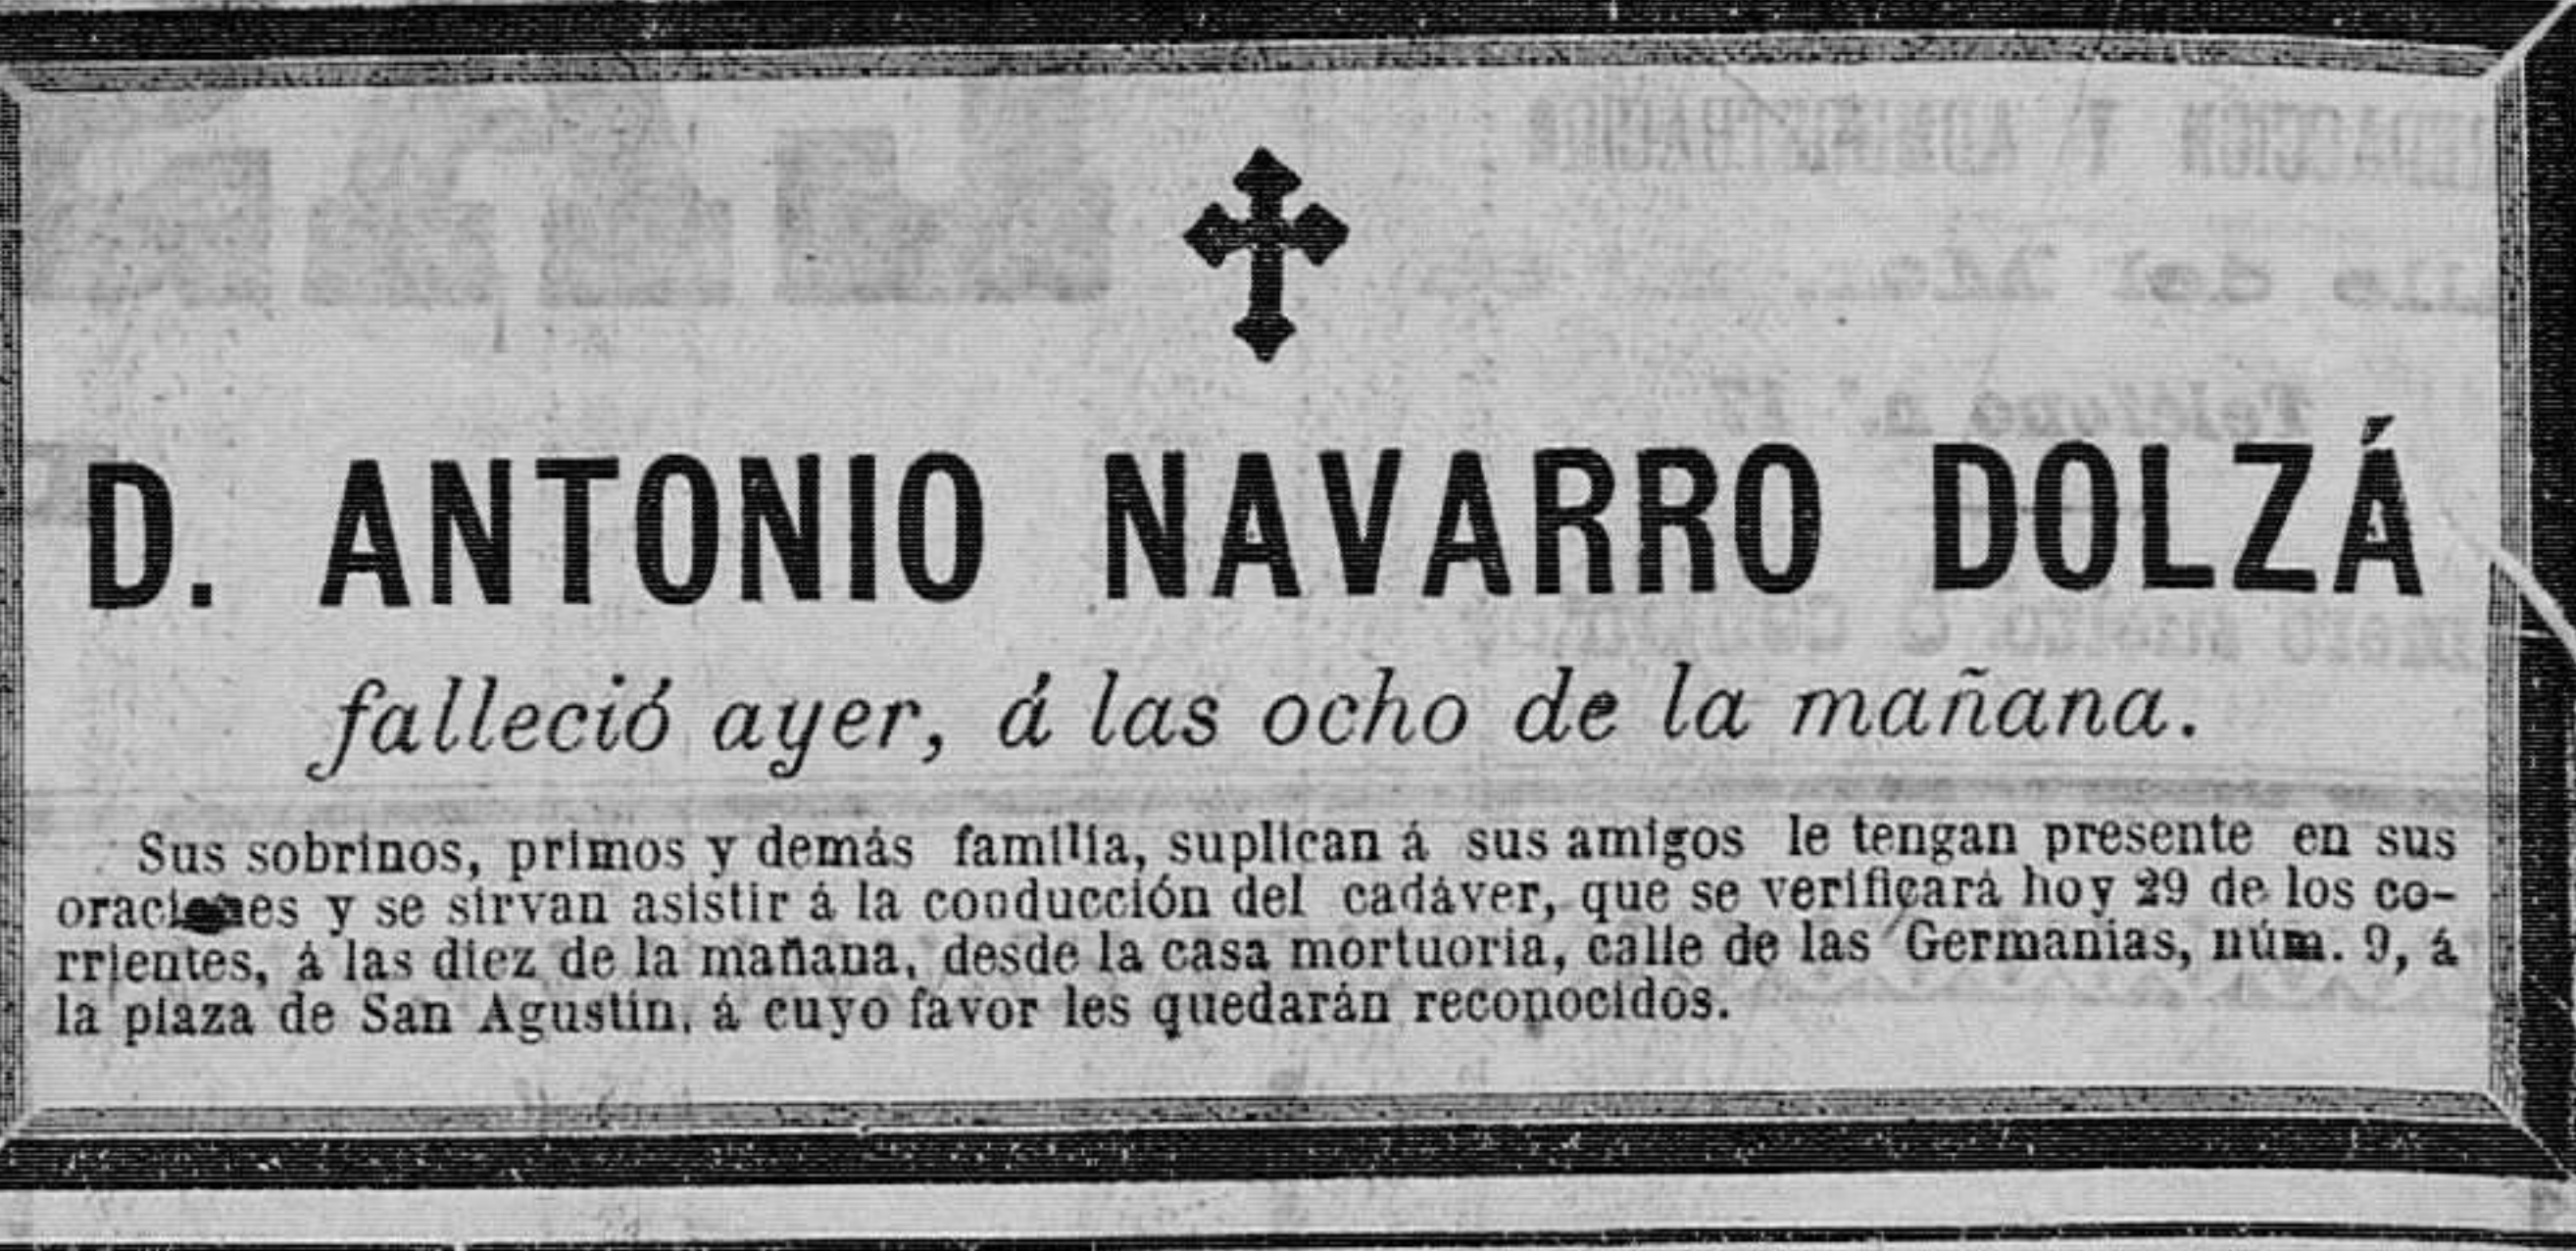 D. ANTONIO NAVARRO DOLZÁ
falleció ayer, á las ocho de la mañana.
Sus sobrinos, primos y demás familia, suplican á sus amigos le tengan presente en sus
oraciones y se sirvan asistir á la conducción del cadáver, que se verificará hoy 29 de los co-
rrientes, á las diez de la mañana, desde la casa mortuoria, calle de las Germanias, núm. 9, á
la plaza de San Agustín, á cuyo favor les quedarán reconocidos.